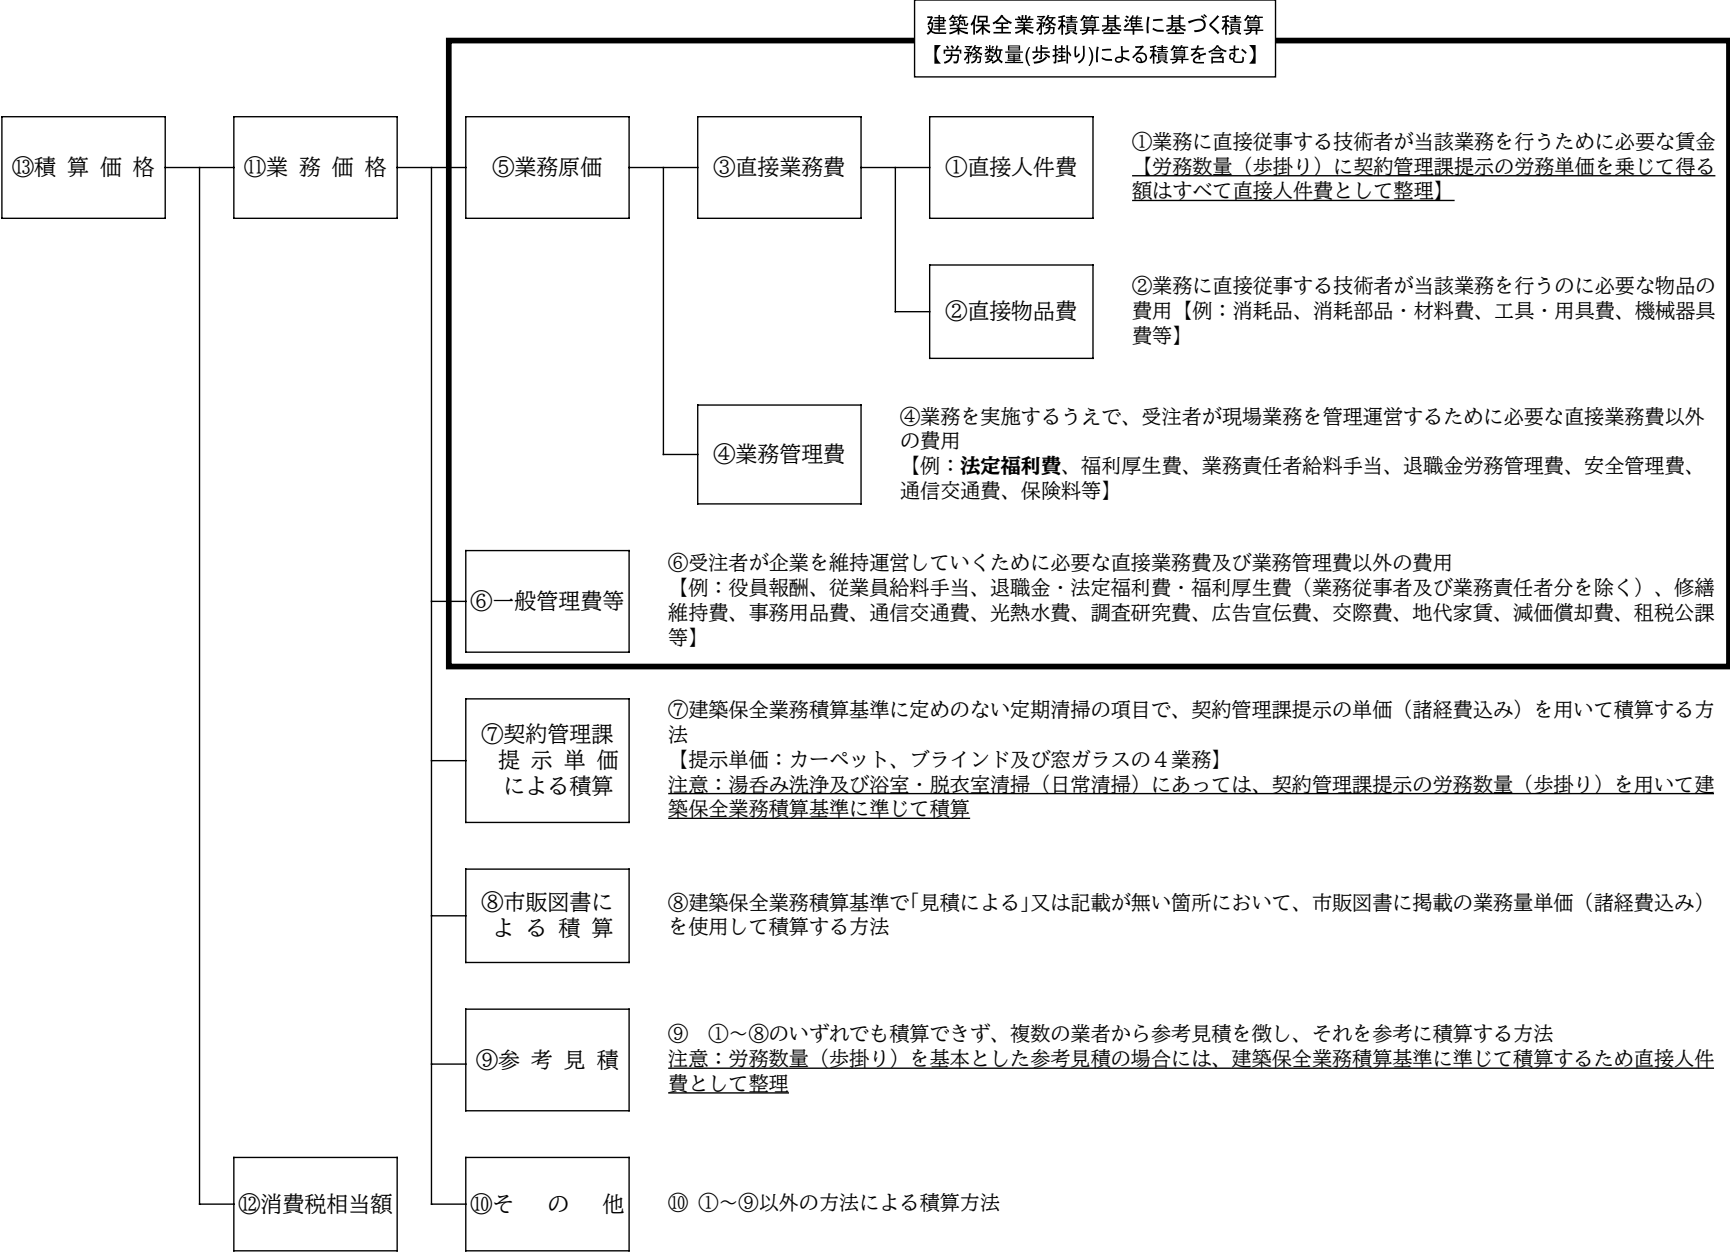 建築保全業務積算基準に基づく積算
【労務数量(歩掛り)による積算を含む】
⑬積算価格
⑪業務価格
⑤業務原価
③直接業務費
①直接人件費
①業務に直接従事する技術者が当該業務を行うために必要な賃金
【労務数量（歩掛り）に契約管理課提示の労務単価を乗じて得る
額はすべて直接人件費として整理】
②直接物品費
②業務に直接従事する技術者が当該業務を行うのに必要な物品の
費用【例：消耗品、消耗部品・材料費、工具・用具費、機械器具
費等】
④業務管理費
④業務を実施するうえで、受注者が現場業務を管理運営するために必要な直接業務費以外
の費用
【例：法定福利費、福利厚生費、業務責任者給料手当、退職金労務管理費、安全管理費、
通信交通費、保険料等】
⑥一般管理費等
⑥受注者が企業を維持運営していくために必要な直接業務費及び業務管理費以外の費用
【例：役員報酬、従業員給料手当、退職金・法定福利費・福利厚生費（業務従事者及び業務責任者分を除く）、修繕
維持費、事務用品費、通信交通費、光熱水費、調査研究費、広告宣伝費、交際費、地代家賃、減価償却費、租税公課
等】
⑦契約管理課
提示単価
による積算
⑦建築保全業務積算基準に定めのない定期清掃の項目で、契約管理課提示の単価（諸経費込み）を用いて積算する方
法
【提示単価：カーペット、ブラインド及び窓ガラスの４業務】
注意：湯呑み洗浄及び浴室・脱衣室清掃（日常清掃）にあっては、契約管理課提示の労務数量（歩掛り）を用いて建
築保全業務積算基準に準じて積算
⑧市販図書に
よる積算
⑧建築保全業務積算基準で｢見積による｣又は記載が無い箇所において、市販図書に掲載の業務量単価（諸経費込み）
を使用して積算する方法
⑨参考見積
⑨　①～⑧のいずれでも積算できず、複数の業者から参考見積を徴し、それを参考に積算する方法
注意：労務数量（歩掛り）を基本とした参考見積の場合には、建築保全業務積算基準に準じて積算するため直接人件
費として整理
⑫消費税相当額
⑩その他
⑩ ①～⑨以外の方法による積算方法